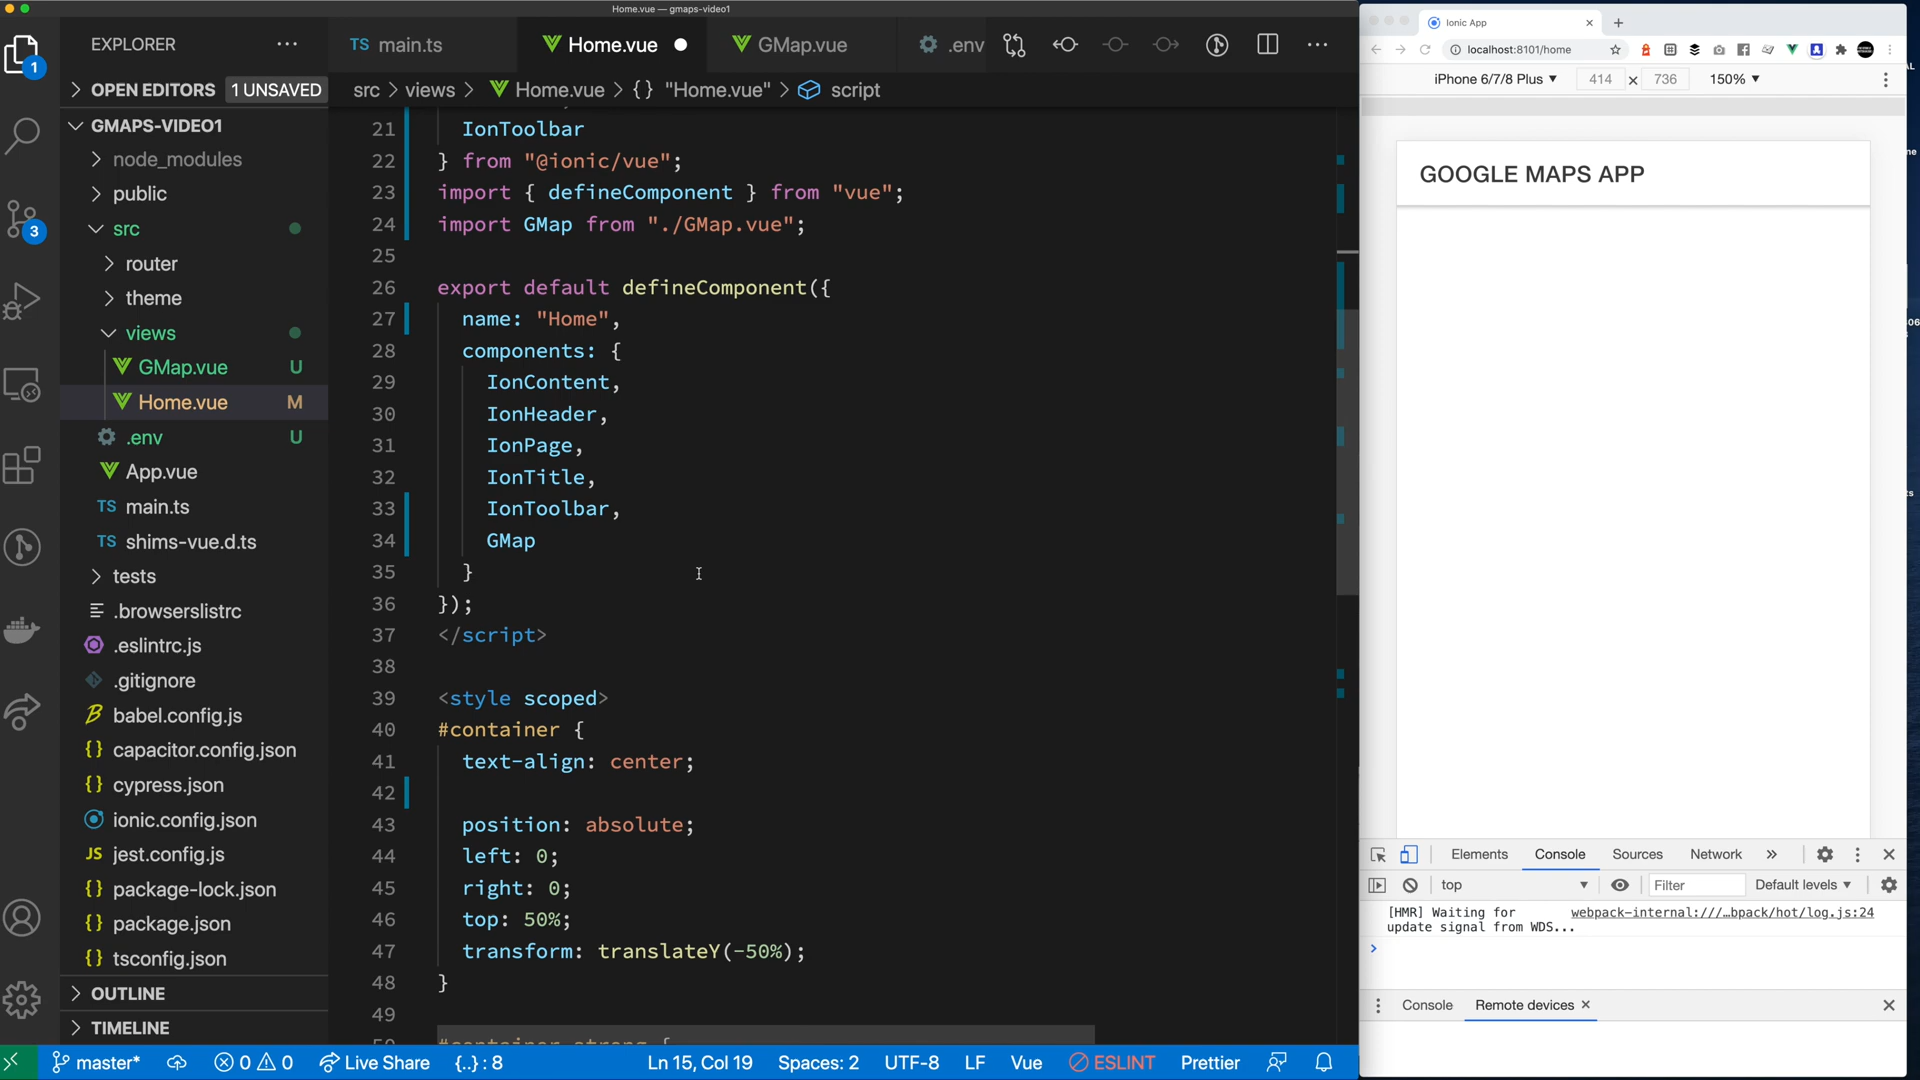 Home.vue — gmaps-video1
EXPLORER
TS main.ts
Home.vue
GMap.vue
.env
OPEN EDITORS
1 UNSAVED
src > views > Home.vue > {} "Home.vue" > script
GMAPS-VIDEO1
node_modules
public
src
router
theme
views
GMap.vue U
Home.vue M
.env U
App.vue
TS main.ts
TS shims-vue.d.ts
tests
.browserslistrc
.eslintrc.js
.gitignore
babel.config.js
{} capacitor.config.json
{} cypress.json
ionic.config.json
JS jest.config.js
{} package-lock.json
{} package.json
{} tsconfig.json
OUTLINE
TIMELINE
1
3
21 IonToolbar
22 } from "@ionic/vue";
23 import { defineComponent } from "vue";
24 import GMap from "./GMap.vue";
25
26 export default defineComponent({
27 name: "Home",
28 components: {
29 IonContent,
30 IonHeader,
31 IonPage,
32 IonTitle,
33 IonToolbar,
34 GMap
35 }
36 });
37 </script>
38
39 <style scoped>
40 #container {
41 text-align: center;
42
43 position: absolute;
44 left: 0;
45 right: 0;
46 top: 50%;
47 transform: translateY(-50%);
48 }
49
50 #container strong {
master*
0 0
Live Share
{..} : 8
Ln 15, Col 19
Spaces: 2
UTF-8
LF
Vue
ESLINT
Prettier
Ionic App
localhost:8101/home
iPhone 6/7/8 Plus
414 × 736
150%
GOOGLE MAPS APP
Elements
Console
Sources
Network
top
Filter
Default levels
[HMR] Waiting for webpack-internal:///…bpack/hot/log.js:24
update signal from WDS...
Console
Remote devices